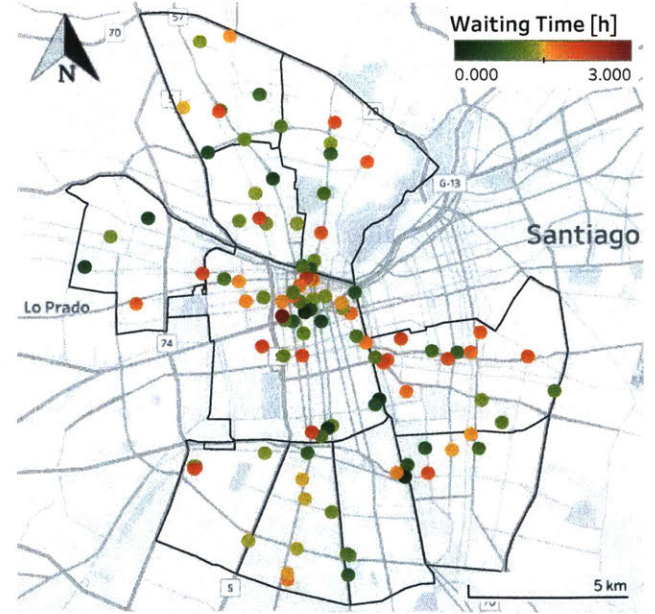 57
70
Waiting Time [h]
0.000
3.000
N
70
G-13
Santiago
Lo Prado
74
5
5 km